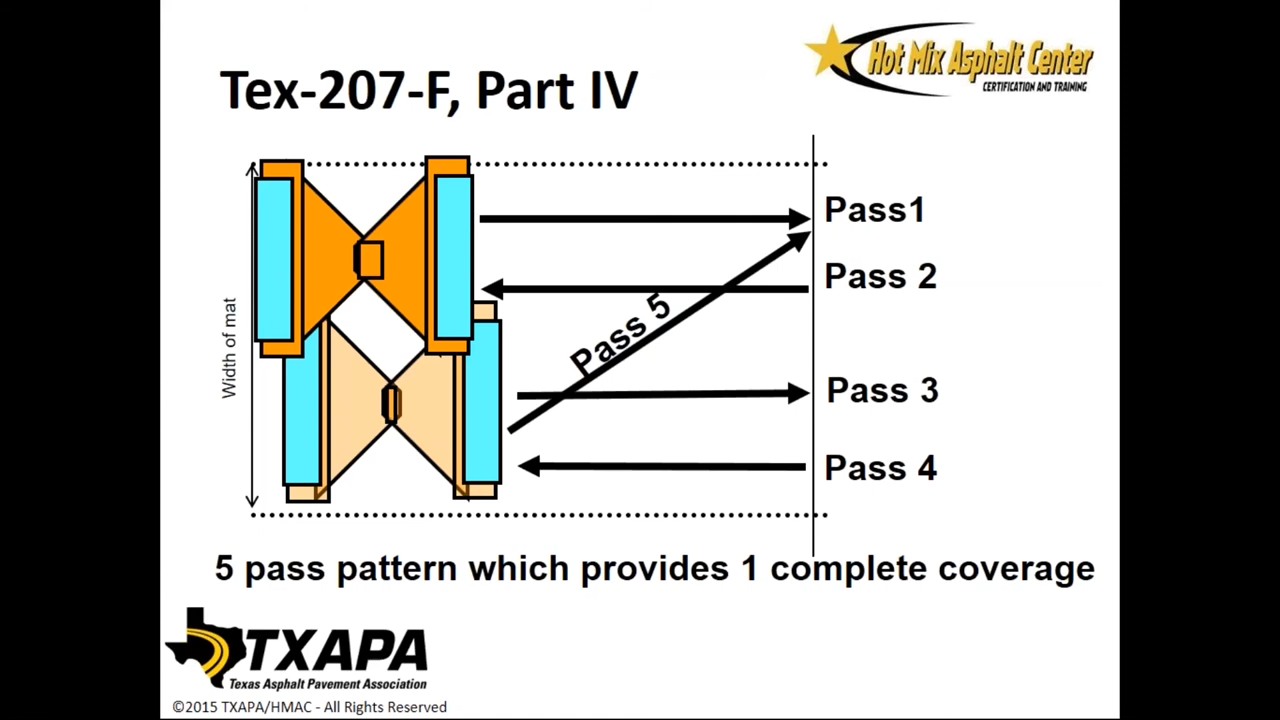 Hot Mix Asphalt Center
CERTIFICATION AND TRAINING
Tex-207-F, Part IV
Pass1
Pass 2
Pass 5
Width of mat
Pass 3
Pass 4
5 pass pattern which provides 1 complete coverage
TXAPA
Texas Asphalt Pavement Association
©2015 TXAPA/HMAC - All Rights Reserved